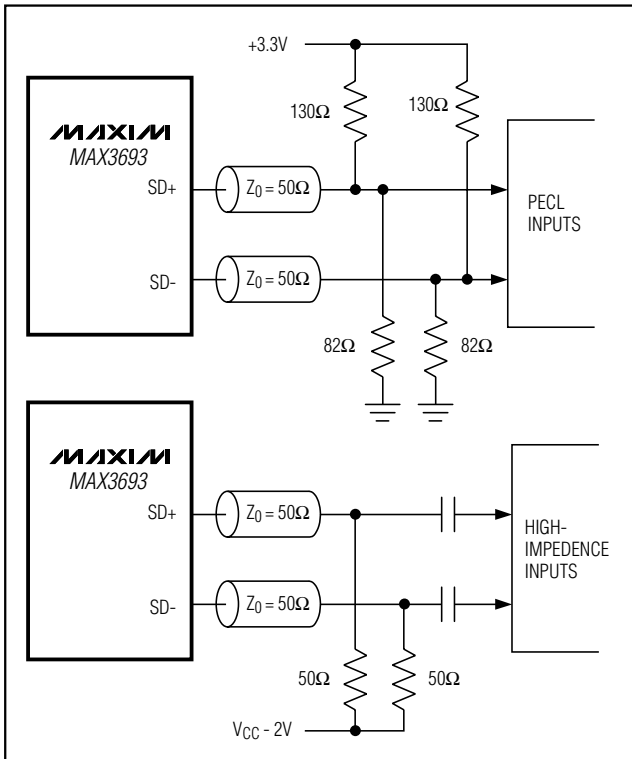 +3.3V
130Ω
130Ω
MAXIM
MAX3693
SD+
Z0 = 50Ω
PECL
INPUTS
SD-
Z0 = 50Ω
82Ω
82Ω
MAXIM
MAX3693
SD+
Z0 = 50Ω
HIGH-
IMPEDENCE
INPUTS
SD-
Z0 = 50Ω
50Ω
50Ω
VCC - 2V